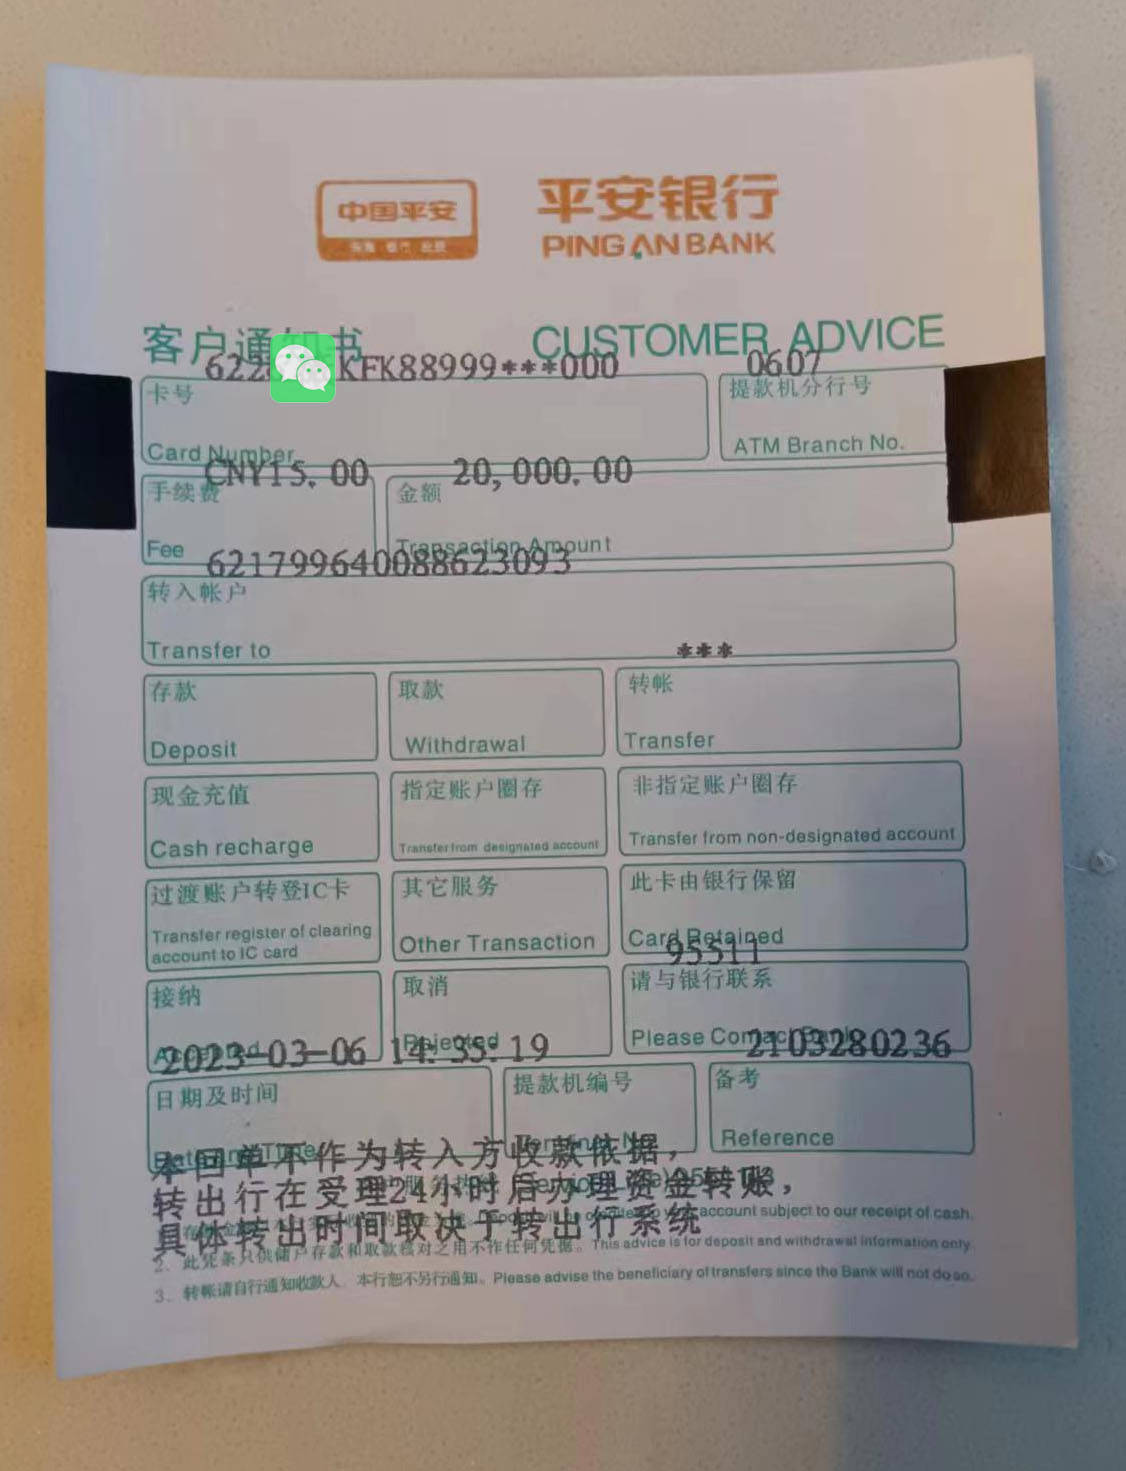 中国平安
平安银行
PINGAN BANK
客户通知书 CUSTOMER ADVICE
KFK88999***000 0607
卡号 提款机分行号
Card Number ATM Branch No.
CNY15.00 20,000.00
手续费 金额
Fee Transaction Amount
621799640088623093
转入帐户
Transfer to
***
存款 取款 转帐
Deposit Withdrawal Transfer
现金充值 指定账户圈存 非指定账户圈存
Cash recharge Transfer from designated account Transfer from non-designated account
过渡账户转登IC卡 其它服务 此卡由银行保留
Transfer register of clearing account to IC card Other Transaction Card Retained
95511
接纳 取消 请与银行联系
Rejected Please Contact
2023-03-06 14:35:19 2103280236
日期及时间 提款机编号 备考
Reference
本回单不作为转入方收款依据，
转出行在受理24小时后办理资金转账，
具体转出时间取决于转出行系统
account subject to our receipt of cash.
2. 此凭条只供储户存款和取款核对之用不作任何凭据。This advice is for deposit and withdrawal information only.
3. 转帐请自行通知收款人，本行恕不另行通知。Please advise the beneficiary of transfers since the Bank will not do so.